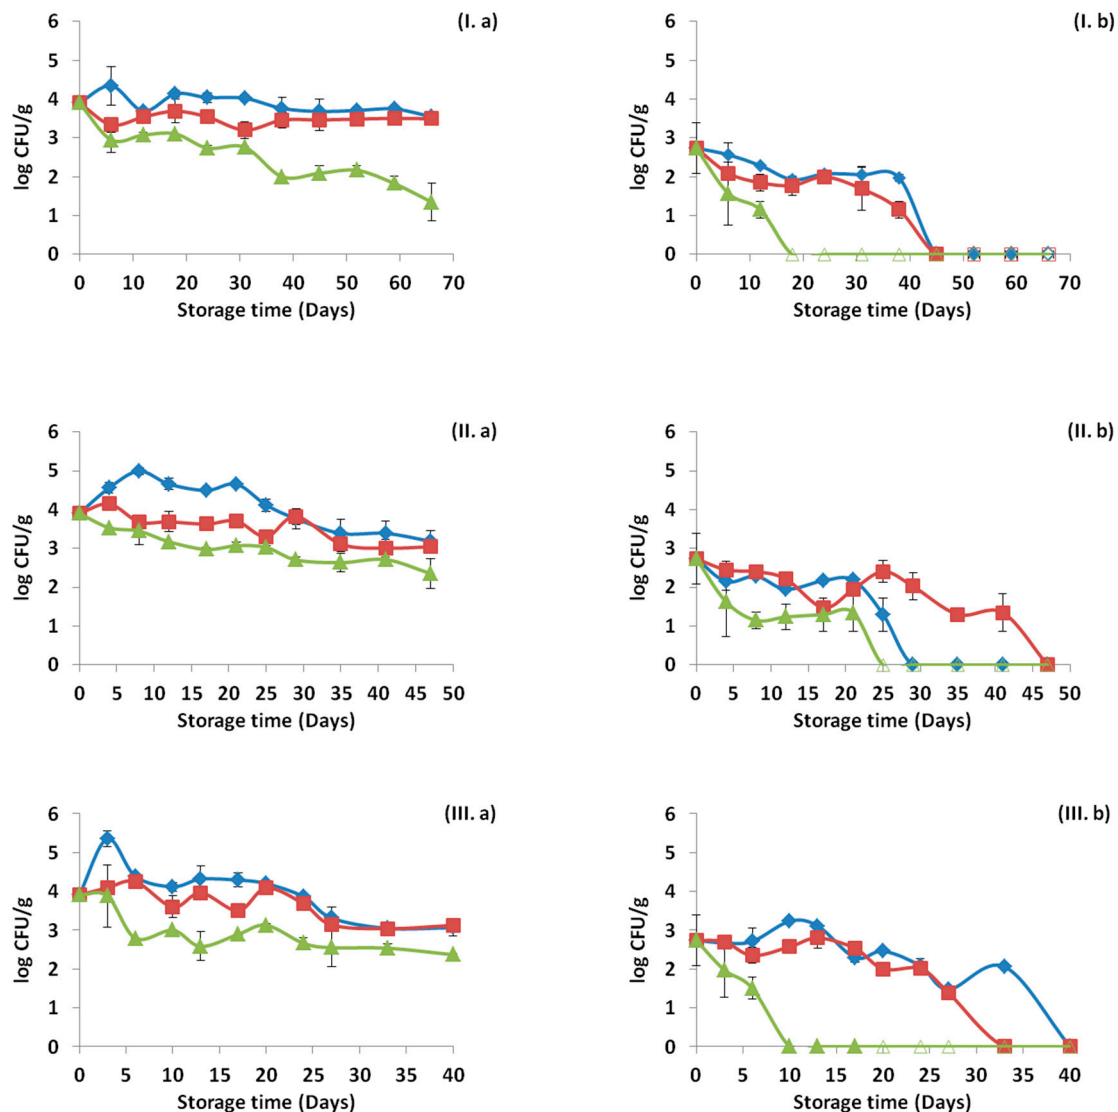 (I. a)
log CFU/g
6
5
4
3
2
1
0
0 10 20 30 40 50 60 70
Storage time (Days)
(I. b)
log CFU/g
6
5
4
3
2
1
0
0 10 20 30 40 50 60 70
Storage time (Days)
(II. a)
log CFU/g
6
5
4
3
2
1
0
0 5 10 15 20 25 30 35 40 45 50
Storage time (Days)
(II. b)
log CFU/g
6
5
4
3
2
1
0
0 5 10 15 20 25 30 35 40 45 50
Storage time (Days)
(III. a)
log CFU/g
6
5
4
3
2
1
0
0 5 10 15 20 25 30 35 40
Storage time (Days)
(III. b)
log CFU/g
6
5
4
3
2
1
0
0 5 10 15 20 25 30 35 40
Storage time (Days)